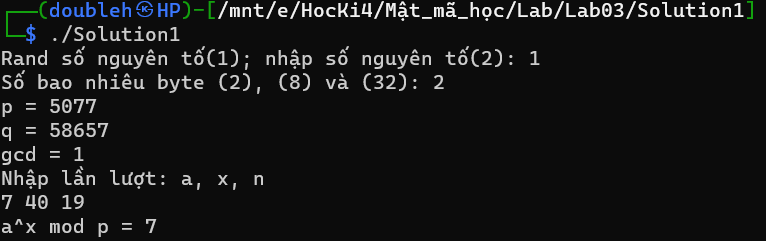 ┌──(doubleh㉿HP)-[/mnt/e/HocKi4/Mật_mã_học/Lab/Lab03/Solution1]
└─$ ./Solution1
Rand số nguyên tố(1); nhập số nguyên tố(2): 1
Số bao nhiêu byte (2), (8) và (32): 2
p = 5077
q = 58657
gcd = 1
Nhập lần lượt: a, x, n
7 40 19
a^x mod p = 7